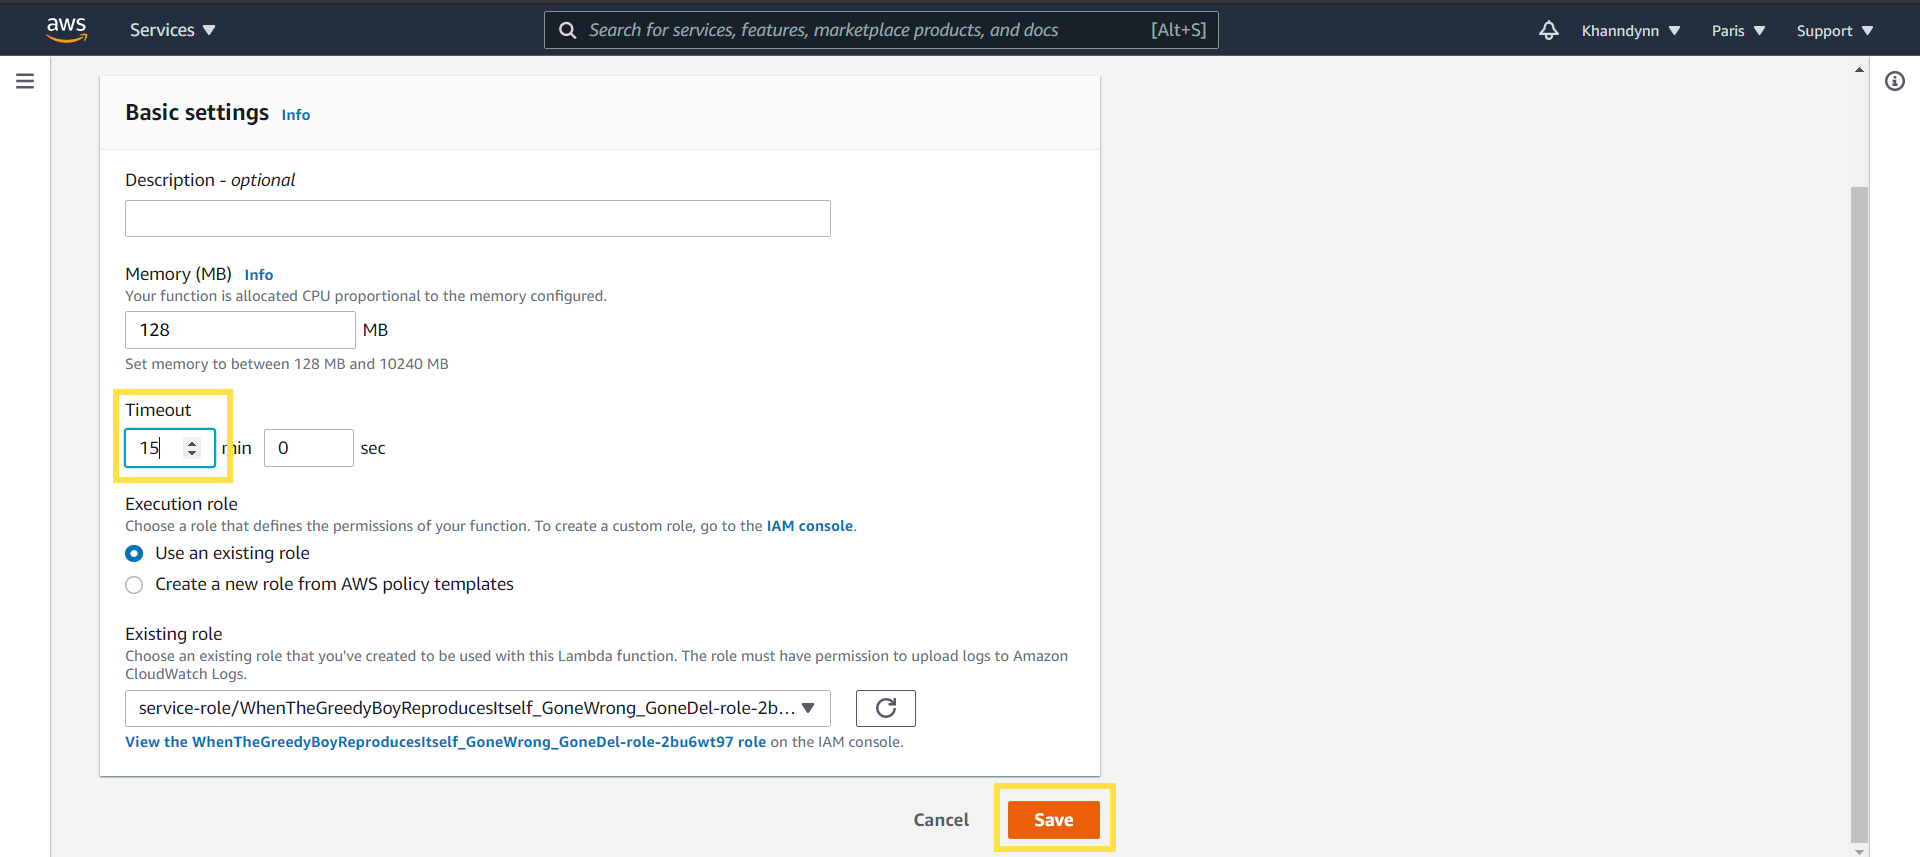 aws
Services
Search for services, features, marketplace products, and docs
[Alt+S]
Khanndynn
Paris
Support
Basic settings Info
Description - optional
Memory (MB) Info
Your function is allocated CPU proportional to the memory configured.
128 MB
Set memory to between 128 MB and 10240 MB
Timeout
15 min 0 sec
Execution role
Choose a role that defines the permissions of your function. To create a custom role, go to the IAM console.
Use an existing role
Create a new role from AWS policy templates
Existing role
Choose an existing role that you've created to be used with this Lambda function. The role must have permission to upload logs to Amazon
CloudWatch Logs.
service-role/WhenTheGreedyBoyReproducesItself_GoneWrong_GoneDel-role-2b...
View the WhenTheGreedyBoyReproducesItself_GoneWrong_GoneDel-role-2bu6wt97 role on the IAM console.
Cancel
Save